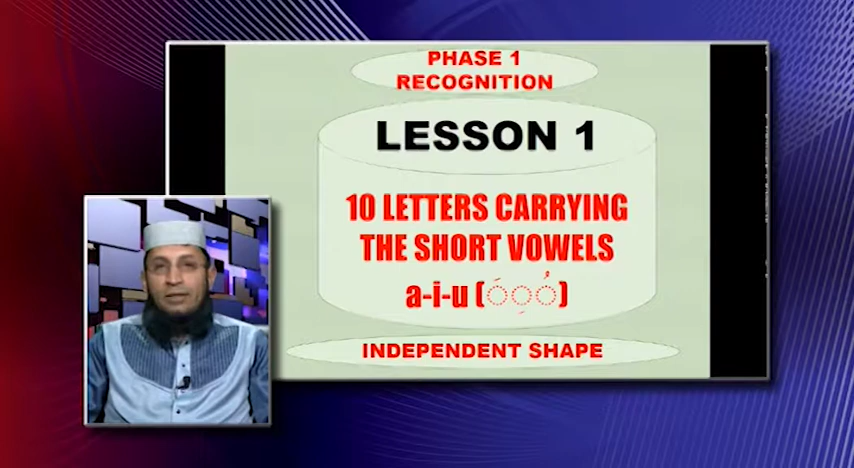 PHASE 1
RECOGNITION
LESSON 1
10 LETTERS CARRYING
THE SHORT VOWELS
a-i-u (◌َ◌ِ◌ُ)
INDEPENDENT SHAPE